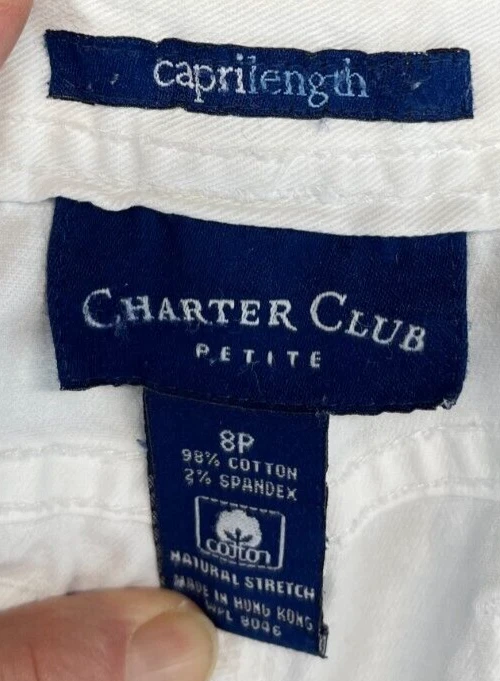 caprilength
CHARTER CLUB
PETITE
8P
98% COTTON
2% SPANDEX
cotton
NATURAL STRETCH
MADE IN HONG KONG
WPL 8046